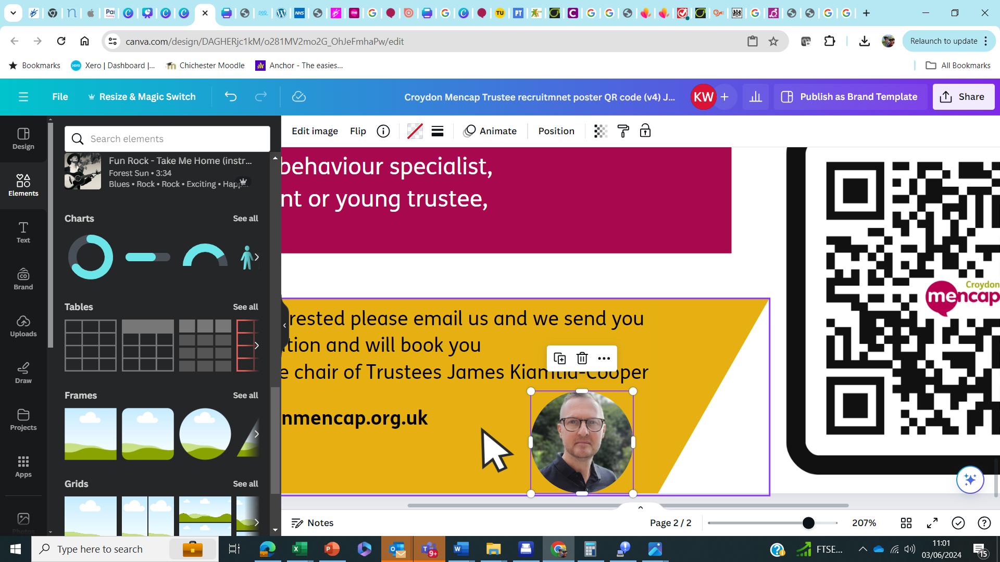 canva.com/design/DAGHERjc1kM/o281MV2mo2G_OhJeFmhaPw/edit
Relaunch to update
Bookmarks
Xero | Dashboard |...
Chichester Moodle
Anchor - The easies...
All Bookmarks
File
Resize & Magic Switch
Croydon Mencap Trustee recruitmnet poster QR code (v4) J...
KW
Publish as Brand Template
Share
Design
Elements
Text
Brand
Uploads
Draw
Projects
Apps
Photos
Search elements
Fun Rock - Take Me Home (instr...
Forest Sun • 3:34
Blues • Rock • Rock • Exciting • Happ...
Charts
See all
Tables
See all
Frames
See all
Grids
See all
Edit image
Flip
Animate
Position
behaviour specialist,
nt or young trustee,
Croydon
mencap
rested please email us and we send you
tion and will book you
e chair of Trustees James Kiamtia-Cooper
nmencap.org.uk
Notes
Page 2 / 2
207%
Type here to search
9+
FTSE...
11:01
03/06/2024
15